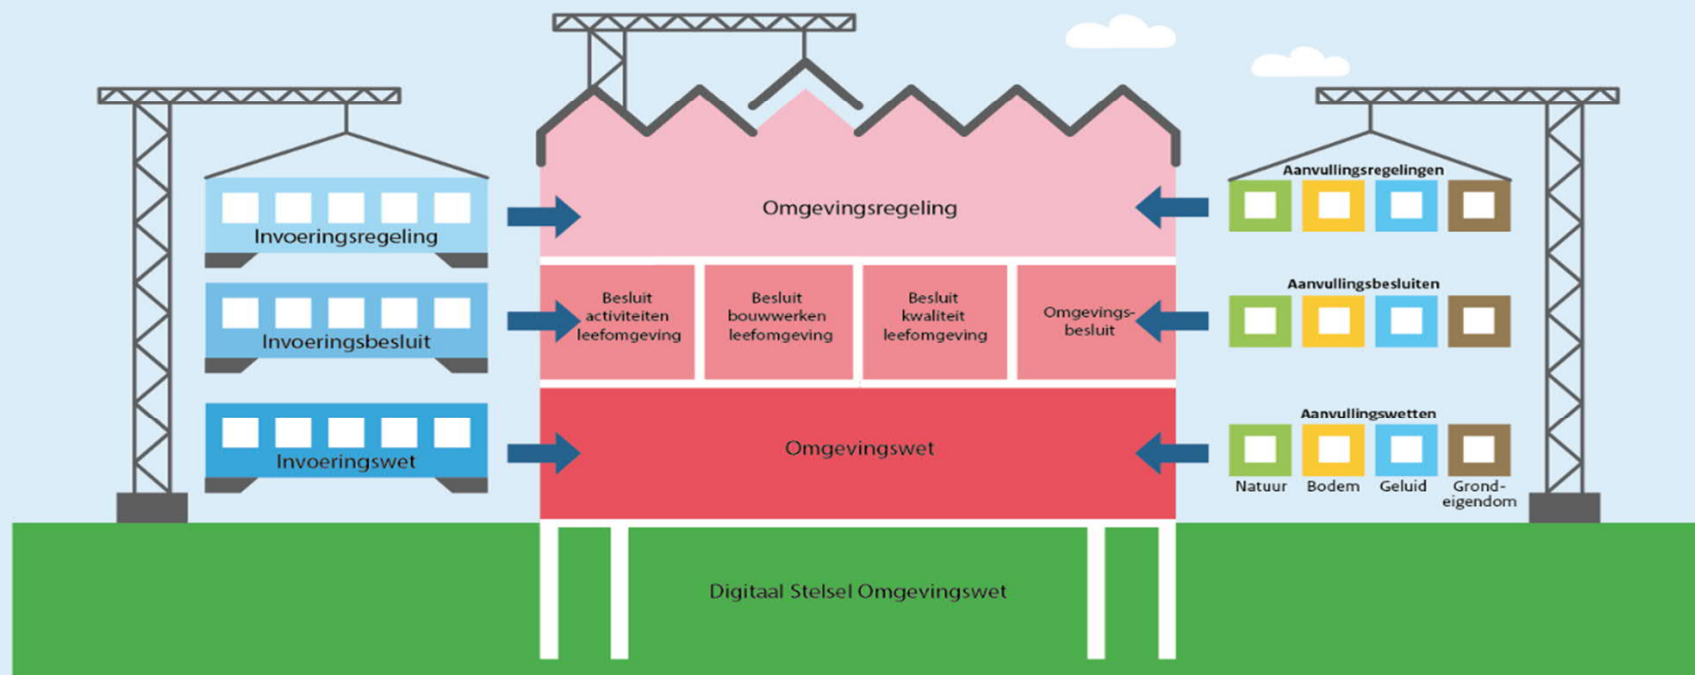 Aanvullingsregelingen
Omgevingsregeling
Invoeringsregeling
Aanvullingsbesluiten
Besluit
activiteiten
leefomgeving
Besluit
bouwwerken
leefomgeving
Besluit
kwaliteit
leefomgeving
Omgevings-
besluit
Invoeringsbesluit
Aanvullingswetten
Omgevingswet
Invoeringswet
Natuur
Bodem
Geluid
Grond-
eigendom
Digitaal Stelsel Omgevingswet